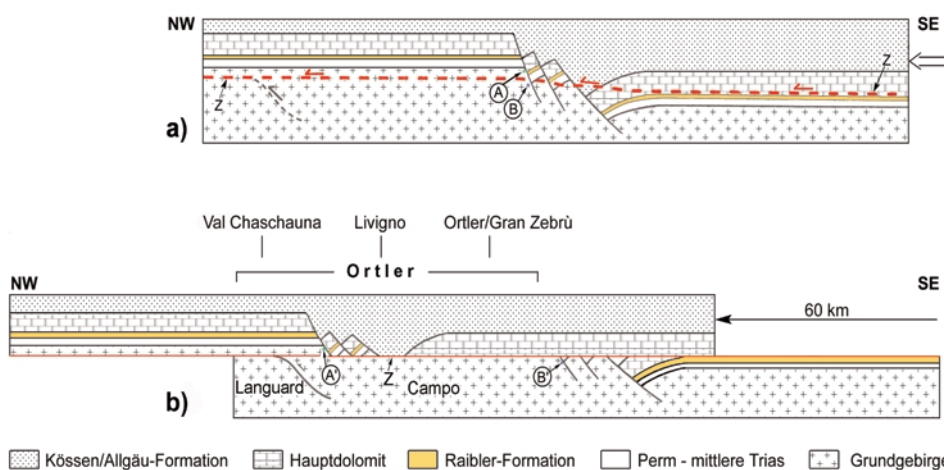 NW
SE
A
B
Z
Z
a)
Val Chaschauna Livigno Ortler/Gran Zebrù
Ortler
NW
SE
60 km
A'
Z
B'
Languard
Campo
b)
Kössen/Allgäu-Formation Hauptdolomit Raibler-Formation Perm - mittlere Trias Grundgebirge